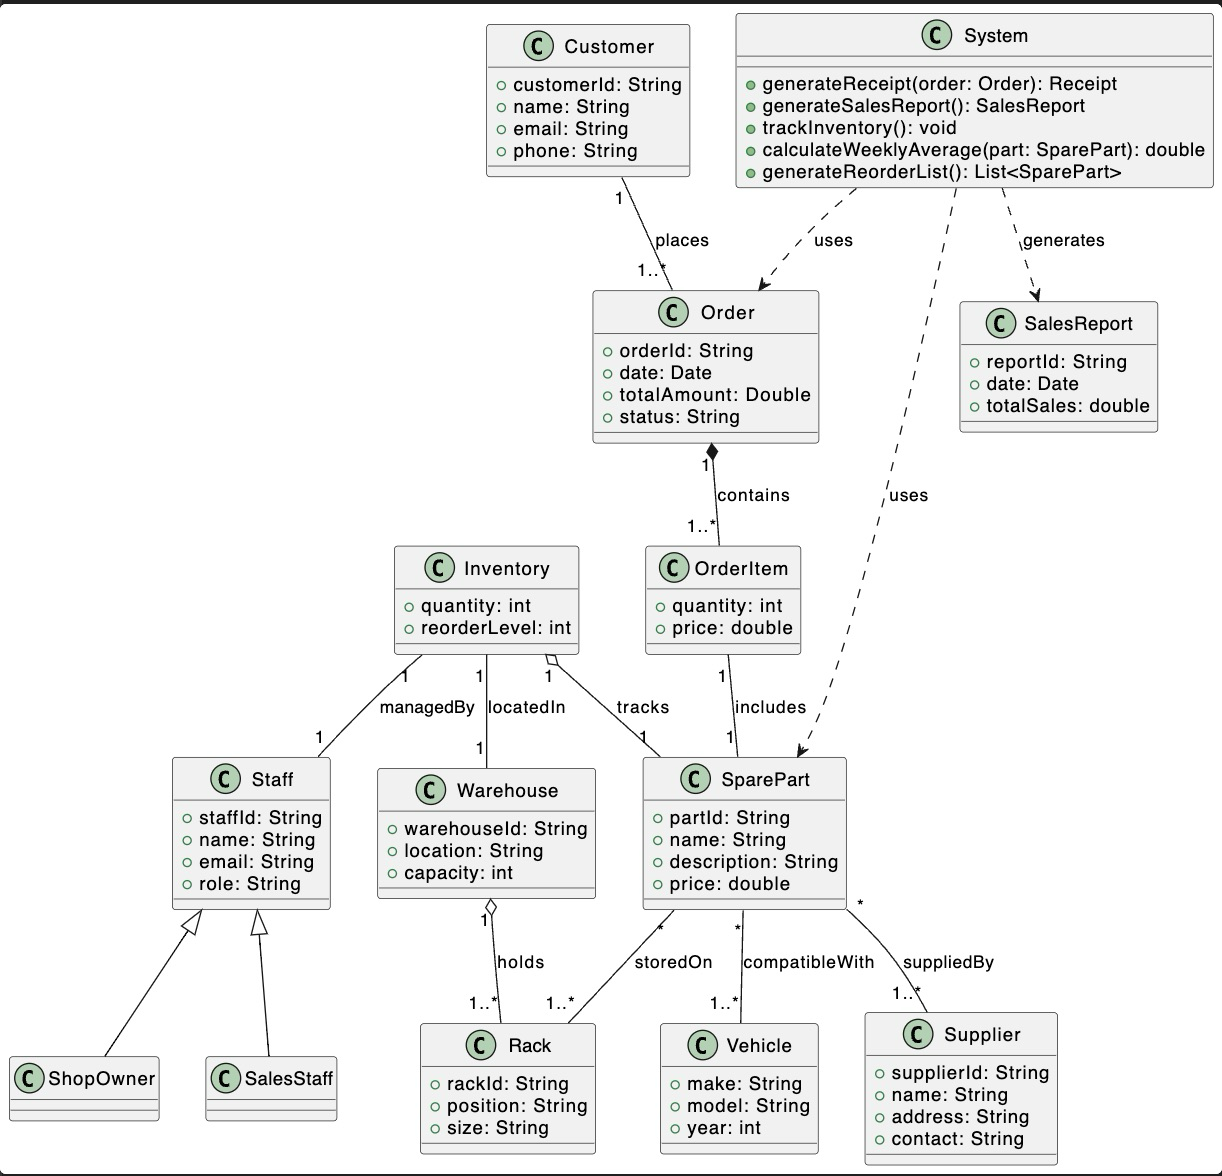 C Customer
customerId: String
name: String
email: String
phone: String
C System
generateReceipt(order: Order): Receipt
generateSalesReport(): SalesReport
trackInventory(): void
calculateWeeklyAverage(part: SparePart): double
generateReorderList(): List<SparePart>
1
places
1..*
uses
generates
C Order
orderId: String
date: Date
totalAmount: Double
status: String
C SalesReport
reportId: String
date: Date
totalSales: double
1
contains
1..*
uses
C Inventory
quantity: int
reorderLevel: int
C OrderItem
quantity: int
price: double
1
managedBy
1
1
locatedIn
1
1
tracks
1
1
includes
1
C Staff
staffId: String
name: String
email: String
role: String
C Warehouse
warehouseId: String
location: String
capacity: int
C SparePart
partId: String
name: String
description: String
price: double
1
holds
1..*
*
storedOn
1..*
*
compatibleWith
1..*
*
suppliedBy
1..*
C ShopOwner
C SalesStaff
C Rack
rackId: String
position: String
size: String
C Vehicle
make: String
model: String
year: int
C Supplier
supplierId: String
name: String
address: String
contact: String